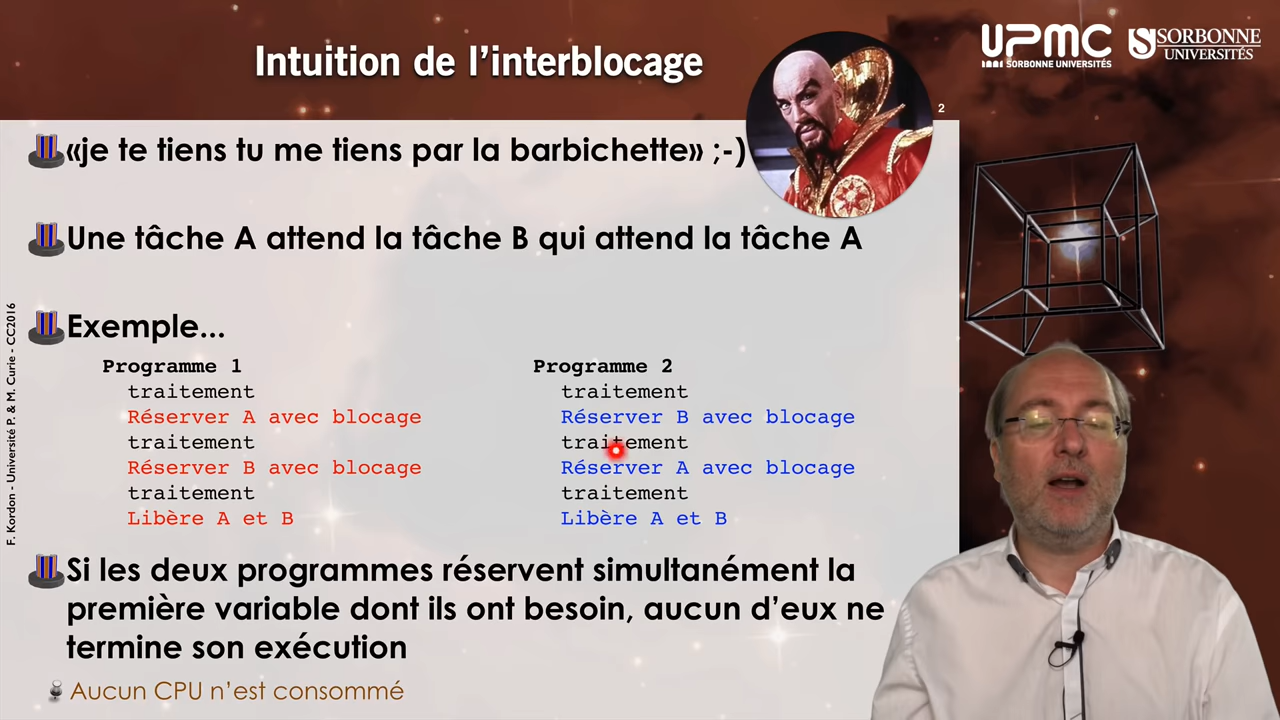 Intuition de l'interblocage
UPMC
SORBONNE UNIVERSITÉS
SORBONNE
UNIVERSITÉS
2
«je te tiens tu me tiens par la barbichette» ;-)
Une tâche A attend la tâche B qui attend la tâche A
Exemple...
Programme 1
traitement
Réserver A avec blocage
traitement
Réserver B avec blocage
traitement
Libère A et B
Programme 2
traitement
Réserver B avec blocage
traitement
Réserver A avec blocage
traitement
Libère A et B
Si les deux programmes réservent simultanément la
première variable dont ils ont besoin, aucun d'eux ne
termine son exécution
Aucun CPU n'est consommé
F. Kordon - Université P. & M. Curie - CC2016